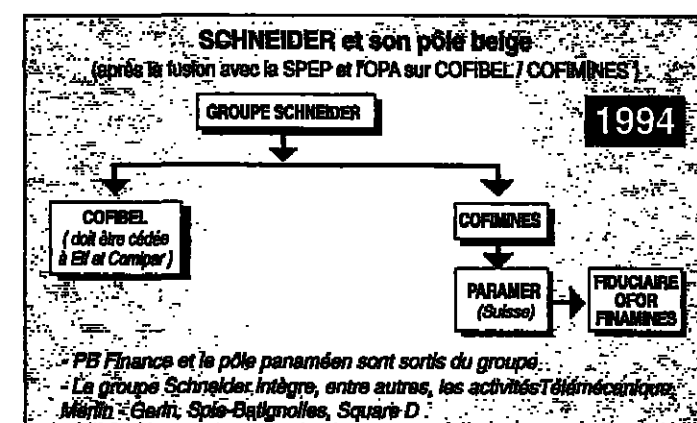 SCHNEIDER et son pôle belge
(après la fusion avec la SPEP et l'OPA sur COFIBEL / COFIMINES )
1994
GROUPE SCHNEIDER
COFIBEL
( doit être cédée
à Elf et Comipar )
COFIMINES
PARAMER
(Suisse)
FIDUCIAIRE
OFOR
FINAMINES
- PB Finance et le pôle panaméen sont sortis du groupe.
- Le groupe Schneider intègre, entre autres, les activités Télémécanique,
Merlin - Gerin, Spie-Batignolles, Square D .